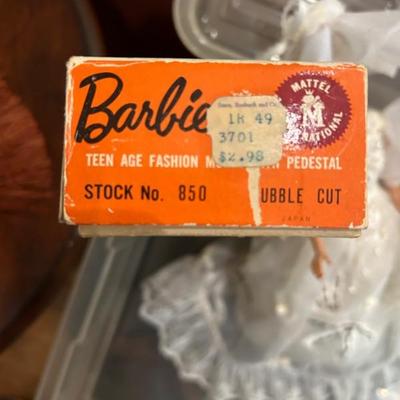 Barbie
Sears, Roebuck and Co.
1R 49
3701
$2.98
MATTEL
M
TEEN AGE FASHION PEDESTAL
STOCK No. 850 UBBLE CUT
JAPAN